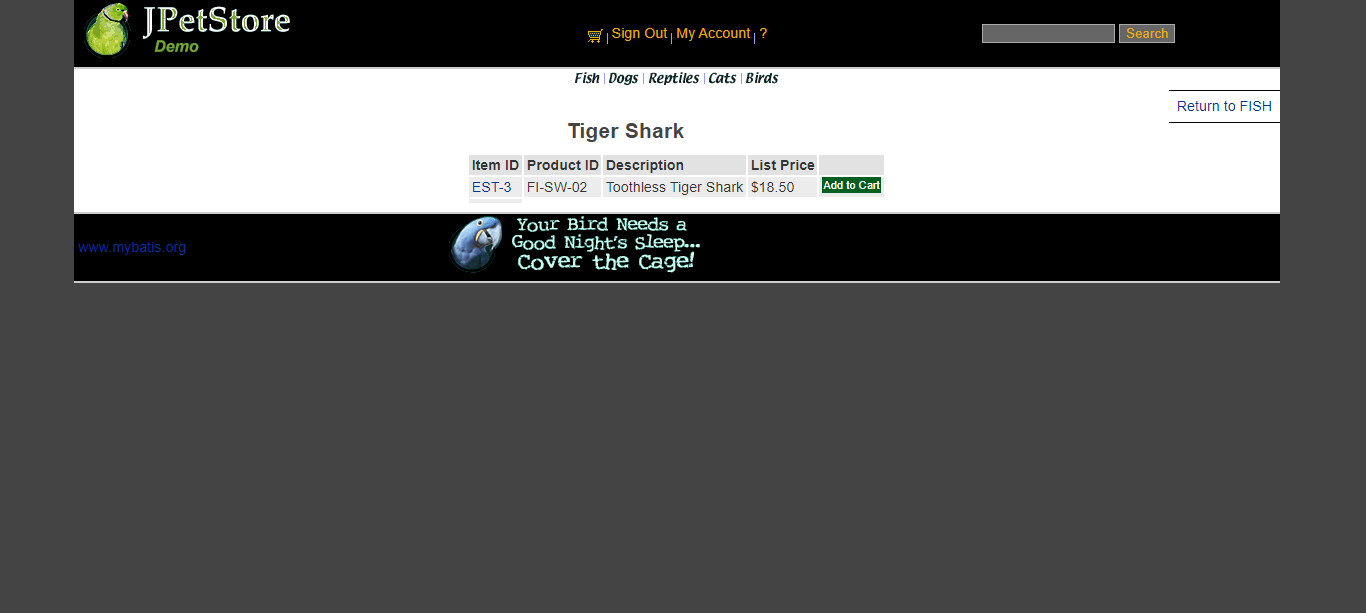 JPetStore
Demo
Sign Out | My Account | ?
Search
Fish | Dogs | Reptiles | Cats | Birds
Return to FISH
Tiger Shark
Item ID Product ID Description List Price
EST-3 FI-SW-02 Toothless Tiger Shark $18.50 Add to Cart
www.mybatis.org
Your Bird Needs a
Good Night's Sleep...
Cover the Cage!